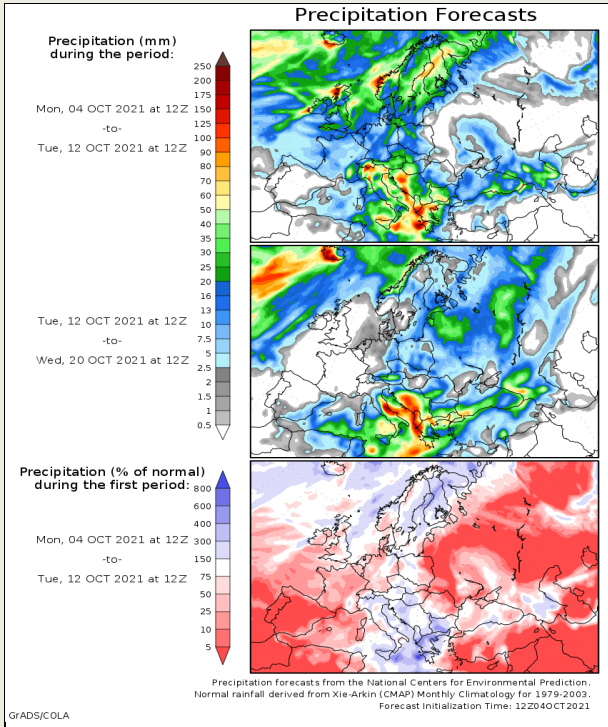 Precipitation Forecasts
Precipitation (mm)
during the period:
Mon, 04 OCT 2021 at 12Z
-to-
Tue, 12 OCT 2021 at 12Z
250
200
175
150
125
100
90
80
70
60
50
40
35
30
25
20
16
13
10
7.5
5
2.5
2
1.5
1
0.5
Tue, 12 OCT 2021 at 12Z
-to-
Wed, 20 OCT 2021 at 12Z
Precipitation (% of normal)
during the first period:
Mon, 04 OCT 2021 at 12Z
-to-
Tue, 12 OCT 2021 at 12Z
800
600
400
300
150
75
50
25
10
5
Precipitation forecasts from the National Centers for Environmental Prediction.
Normal rainfall derived from Xie-Arkin (CMAP) Monthly Climatology for 1979-2003.
Forecast Initialization Time: 12Z04OCT2021
GrADS/COLA